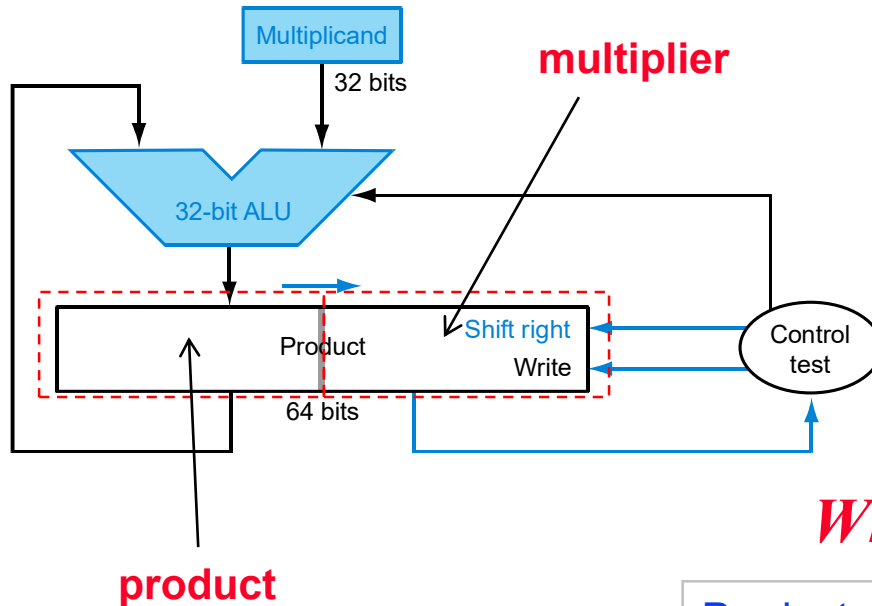 Multiplicand
multiplier
32 bits
32-bit ALU
Shift right
Product
Write
Control
test
64 bits
product